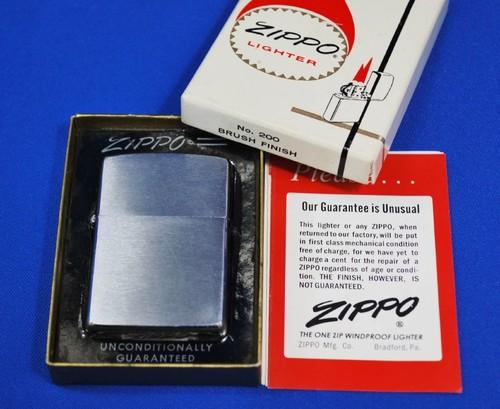 ZIPPO
LIGHTER
No. 200
BRUSH FINISH
ZIPPO
UNCONDITIONALLY
GUARANTEED
Our Guarantee is Unusual
This lighter or any ZIPPO, when
returned to our factory, will be put
in first class mechanical condition
free of charge, for we have yet to
charge a cent for the repair of a
ZIPPO regardless of age or condi-
tion. THE FINISH, HOWEVER, IS
NOT GUARANTEED.
ZIPPO
®
THE ONE ZIP WINDPROOF LIGHTER
ZIPPO Mfg. Co. Bradford, Pa.